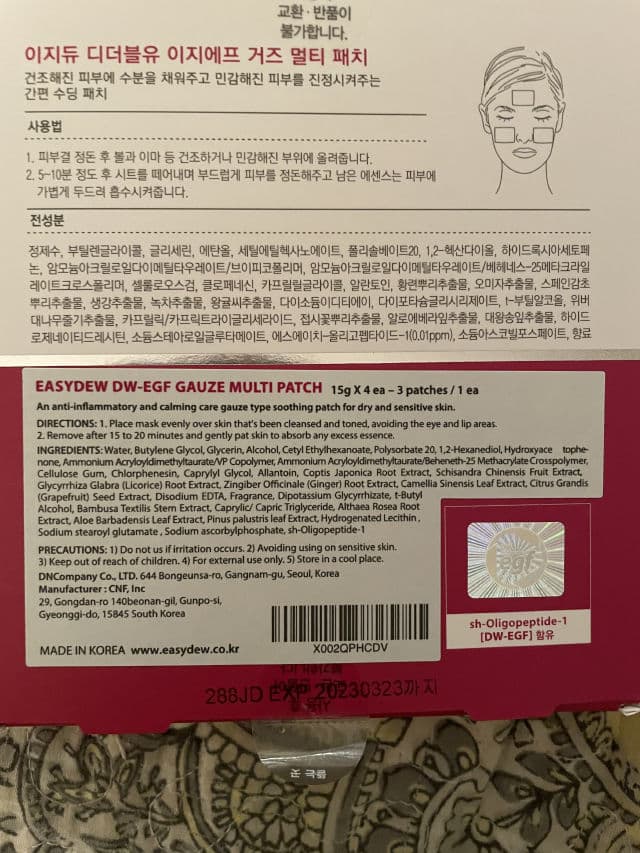 교환·반품이
불가합니다.
이지듀 디더블유 이지에프 거즈 멀티 패치
건조해진 피부에 수분을 채워주고 민감해진 피부를 진정시켜주는
간편 수딩 패치
사용법
1. 피부결 정돈 후 볼과 이마 등 건조하거나 민감해진 부위에 올려줍니다.
2. 5-10분 정도 후 시트를 떼어내며 부드럽게 피부를 정돈해주고 남은 에센스는 피부에
가볍게 두드려 흡수시켜줍니다.
전성분
정제수, 부틸렌글라이콜, 글리세린, 에탄올, 세틸에틸헥사노에이트, 폴리솔베이트20, 1,2-헥산다이올, 하이드록시아세토페
논, 암모늄아크릴로일다이메틸타우레이트/브이피코폴리머, 암모늄아크릴로일다이메틸타우레이트/베헤네스-25메타크릴
레이트크로스폴리머, 셀룰로오스검, 클로페네신, 카프릴릴글라이콜, 알란토인, 황련뿌리추출물, 오미자추출물, 스페인감초
뿌리추출물, 생강추출물, 녹차추출물, 왕귤씨추출물, 다이소듐이디티에이, 다이포타슘글리시리제이트, t-부틸알콜, 위버
대나무줄기추출물, 카프릴릭/카프릭트라이글리세라이드, 접시꽃뿌리추출물, 알로에베라잎추출물, 대왕송잎추출물, 하이드
로제네이티드레시틴, 소듐스테아로일글루타메이트, 에스에이치-올리고펩타이드-1(0.01ppm), 소듐아스코빌포스페이트, 향료
EASYDEW DW-EGF GAUZE MULTI PATCH 15g X 4 ea – 3 patches / 1 ea
An anti-inflammatory and calming care gauze type soothing patch for dry and sensitive skin.
DIRECTIONS: 1. Place mask evenly over skin that's been cleansed and toned, avoiding the eye and lip areas.
2. Remove after 15 to 20 minutes and gently pat skin to absorb any excess essence.
INGREDIENTS: Water, Butylene Glycol, Glycerin, Alcohol, Cetyl Ethylhexanoate, Polysorbate 20, 1,2-Hexanediol, Hydroxyace tophe-
none, Ammonium Acryloyldimethyltaurate/VP Copolymer, Ammonium Acryloyldimethyltaurate/Beheneth-25 Methacrylate Crosspolymer,
Cellulose Gum, Chlorphenesin, Caprylyl Glycol, Allantoin, Coptis Japonica Root Extract, Schisandra Chinensis Fruit Extract,
Glycyrrhiza Glabra (Licorice) Root Extract, Zingiber Officinale (Ginger) Root Extract, Camellia Sinensis Leaf Extract, Citrus Grandis
(Grapefruit) Seed Extract, Disodium EDTA, Fragrance, Dipotassium Glycyrrhizate, t-Butyl
Alcohol, Bambusa Textilis Stern Extract, Caprylic/ Capric Triglyceride, Althaea Rosea Root
Extract, Aloe Barbadensis Leaf Extract, Pinus palustris leaf Extract, Hydrogenated Lecithin,
Sodium stearoyl glutamate, Sodium ascorbylphosphate, sh-Oligopeptide-1
PRECAUTIONS: 1) Do not us if irritation occurs. 2) Avoiding using on sensitive skin.
3) Keep out of reach of children. 4) For external use only. 5) Store in a cool place.
DNCompany Co., LTD. 644 Bongeunsa-ro, Gangnam-gu, Seoul, Korea
Manufacturer : CNF, Inc
29, Gongdan-ro 140beonan-gil, Gunpo-si,
Gyeonggi-do, 15845 South Korea
MADE IN KOREA www.easydew.co.kr
X002QPHCDV
egf
sh-Oligopeptide-1
[DW-EGF] 함유
288JD EXP 20230323까지